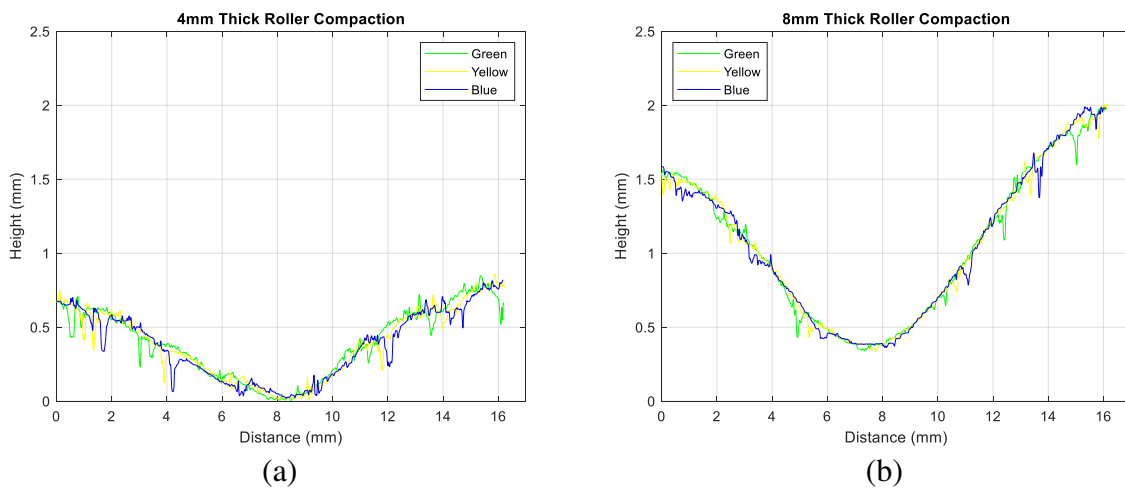 4mm Thick Roller Compaction
2.5
2
1.5
1
0.5
0
Height (mm)
Green
Yellow
Blue
0 2 4 6 8 10 12 14 16
Distance (mm)
(a)
8mm Thick Roller Compaction
2.5
2
1.5
1
0.5
0
Height (mm)
Green
Yellow
Blue
0 2 4 6 8 10 12 14 16
Distance (mm)
(b)